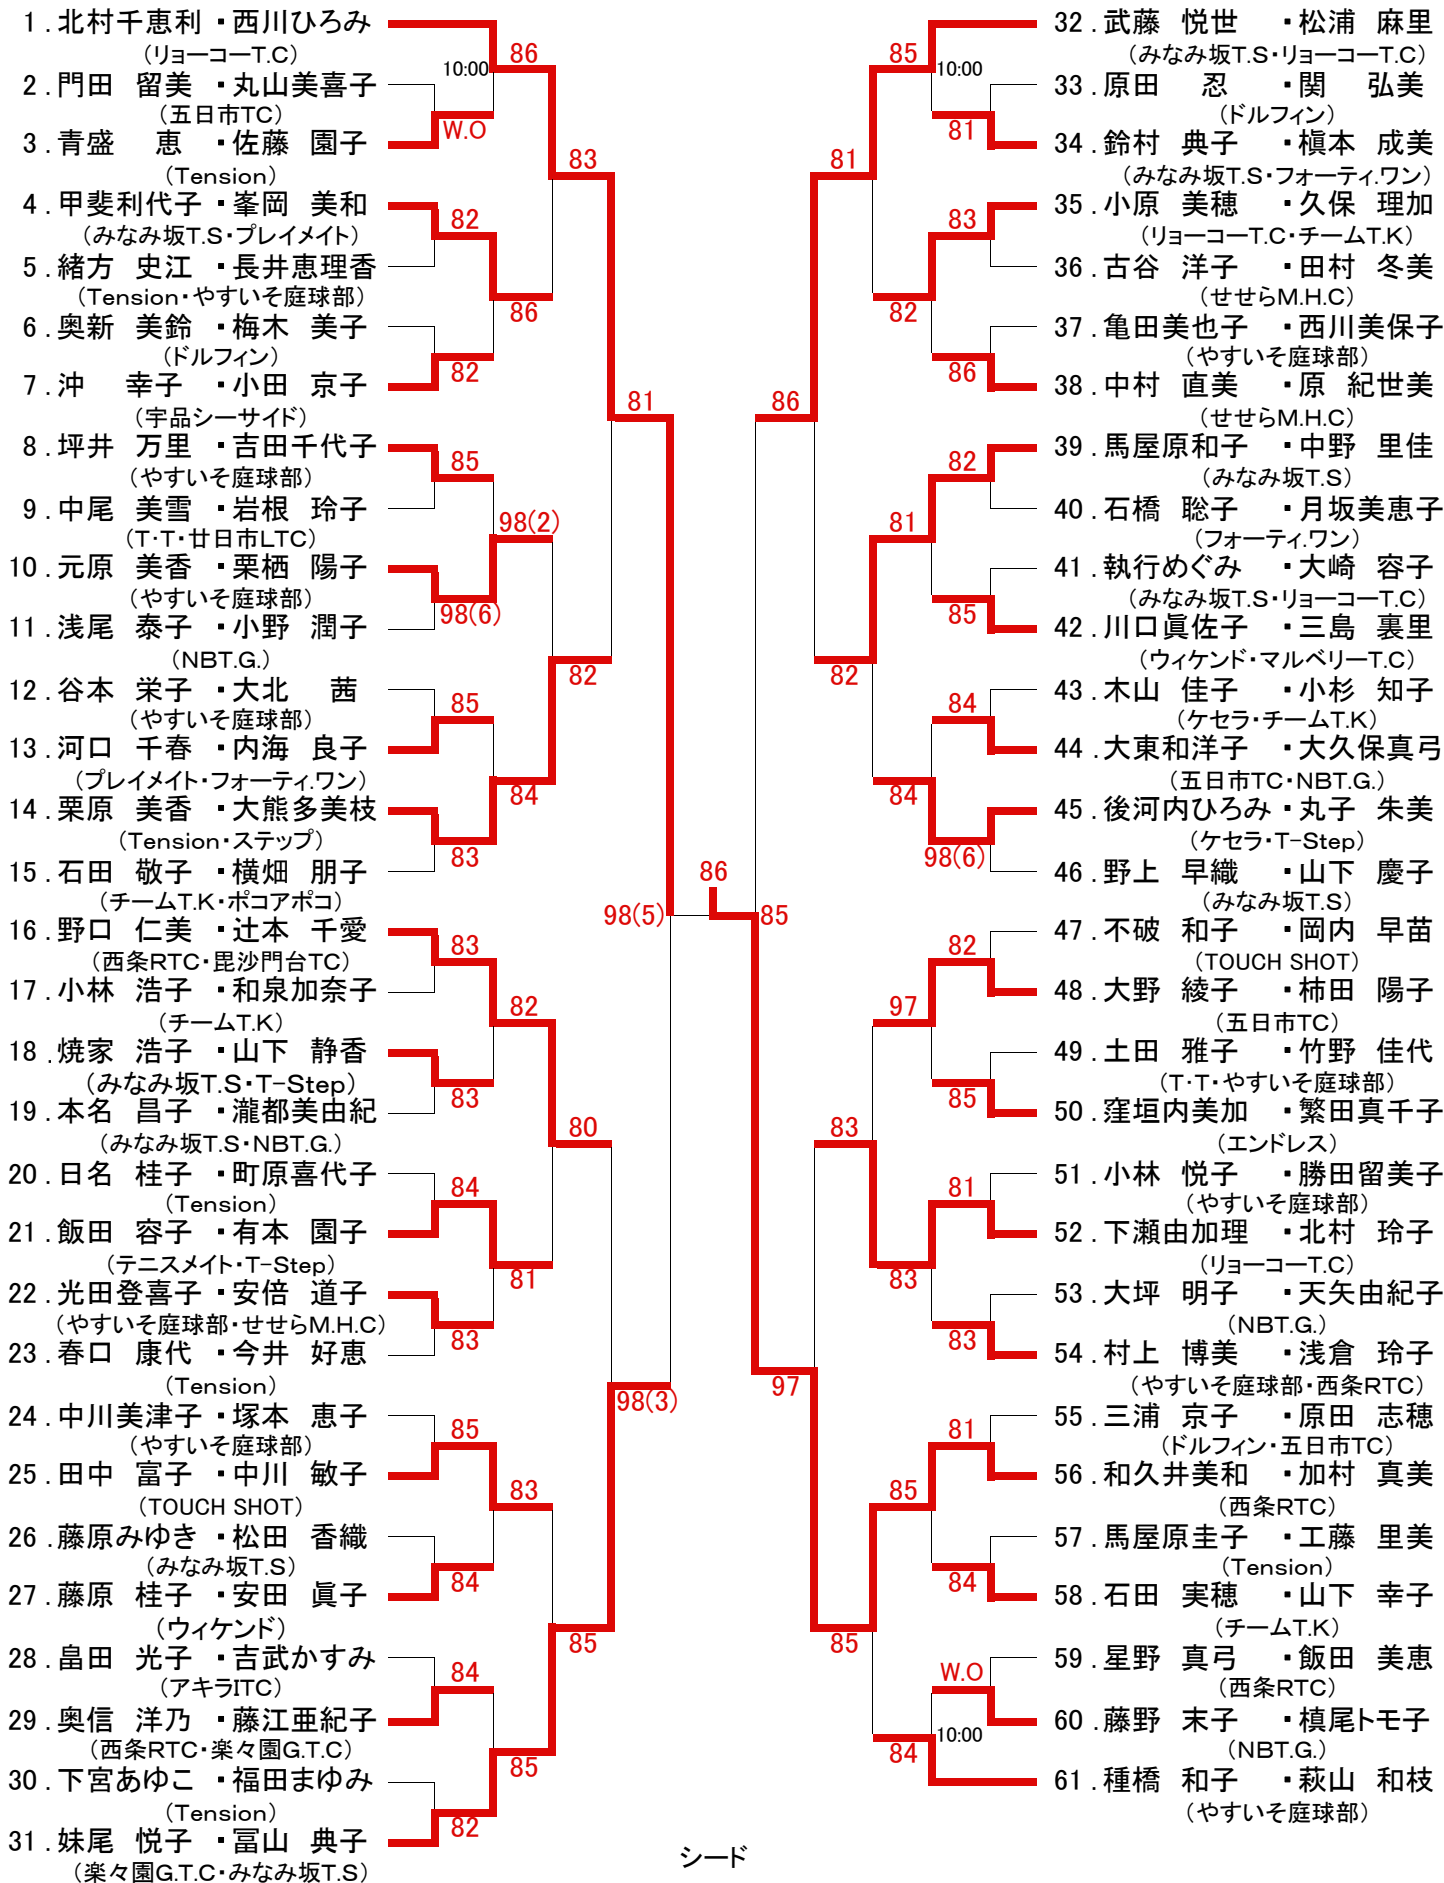 1．北村千恵利・西川ひろみ
（リョーコーT.C）
2．門田 留美・丸山美喜子
（五日市TC）
3．青盛 恵・佐藤 園子
（Tension）
4．甲斐利代子・峯岡 美和
（みなみ坂T.S・プレイメイト）
5．緒方 史江・長井恵理香
（Tension・やすいそ庭球部）
6．奥新 美鈴・梅木 美子
（ドルフィン）
7．沖 幸子・小田 京子
（宇品シーサイド）
8．坪井 万里・吉田千代子
（やすいそ庭球部）
9．中尾 美雪・岩根 玲子
（T・T・廿日市LTC）
10．元原 美香・栗栖 陽子
（やすいそ庭球部）
11．浅尾 泰子・小野 潤子
（NBT.G.）
12．谷本 栄子・大北 茜
（やすいそ庭球部）
13．河口 千春・内海 良子
（プレイメイト・フォーティ.ワン）
14．栗原 美香・大熊多美枝
（Tension・ステップ）
15．石田 敬子・横畑 朋子
（チームT.K・ポコアポコ）
16．野口 仁美・辻本 千愛
（西条RTC・毘沙門台TC）
17．小林 浩子・和泉加奈子
（チームT.K）
18．焼家 浩子・山下 静香
（みなみ坂T.S・T-Step）
19．本名 昌子・瀧都美由紀
（みなみ坂T.S・NBT.G.）
20．日名 桂子・町原喜代子
（Tension）
21．飯田 容子・有本 園子
（テニスメイト・T-Step）
22．光田登喜子・安倍 道子
（やすいそ庭球部・せせらM.H.C）
23．春口 康代・今井 好恵
（Tension）
24．中川美津子・塚本 恵子
（やすいそ庭球部）
25．田中 富子・中川 敏子
（TOUCH SHOT）
26．藤原みゆき・松田 香織
（みなみ坂T.S）
27．藤原 桂子・安田 眞子
（ウィケンド）
28．畠田 光子・吉武かすみ
（アキラITC）
29．奥信 洋乃・藤江亜紀子
（西条RTC・楽々園G.T.C）
30．下宮あゆこ・福田まゆみ
（Tension）
31．妹尾 悦子・冨山 典子
（楽々園G.T.C・みなみ坂T.S）
86
10:00
W.O
83
82
86
82
81
85
98(2)
98(6)
82
85
84
83
98(5)
83
82
83
80
84
81
83
98(3)
85
83
84
85
84
85
82
86
85
シード
85
10:00
81
81
83
82
86
86
82
81
85
82
84
84
98(6)
82
97
85
83
81
83
83
97
81
85
84
85
W.O
10:00
84
32．武藤 悦世・松浦 麻里
（みなみ坂T.S・リョーコーT.C）
33．原田 忍・関 弘美
（ドルフィン）
34．鈴村 典子・槇本 成美
（みなみ坂T.S・フォーティ.ワン）
35．小原 美穂・久保 理加
（リョーコーT.C・チームT.K）
36．古谷 洋子・田村 冬美
（せせらM.H.C）
37．亀田美也子・西川美保子
（やすいそ庭球部）
38．中村 直美・原 紀世美
（せせらM.H.C）
39．馬屋原和子・中野 里佳
（みなみ坂T.S）
40．石橋 聡子・月坂美恵子
（フォーティ.ワン）
41．執行めぐみ・大崎 容子
（みなみ坂T.S・リョーコーT.C）
42．川口眞佐子・三島 裏里
（ウィケンド・マルベリーT.C）
43．木山 佳子・小杉 知子
（ケセラ・チームT.K）
44．大東和洋子・大久保真弓
（五日市TC・NBT.G.）
45．後河内ひろみ・丸子 朱美
（ケセラ・T-Step）
46．野上 早織・山下 慶子
（みなみ坂T.S）
47．不破 和子・岡内 早苗
（TOUCH SHOT）
48．大野 綾子・柿田 陽子
（五日市TC）
49．土田 雅子・竹野 佳代
（T・T・やすいそ庭球部）
50．窪垣内美加・繁田真千子
（エンドレス）
51．小林 悦子・勝田留美子
（やすいそ庭球部）
52．下瀬由加理・北村 玲子
（リョーコーT.C）
53．大坪 明子・天矢由紀子
（NBT.G.）
54．村上 博美・浅倉 玲子
（やすいそ庭球部・西条RTC）
55．三浦 京子・原田 志穂
（ドルフィン・五日市TC）
56．和久井美和・加村 真美
（西条RTC）
57．馬屋原圭子・工藤 里美
（Tension）
58．石田 実穂・山下 幸子
（チームT.K）
59．星野 真弓・飯田 美恵
（西条RTC）
60．藤野 末子・槙尾トモ子
（NBT.G.）
61．種橋 和子・萩山 和枝
（やすいそ庭球部）